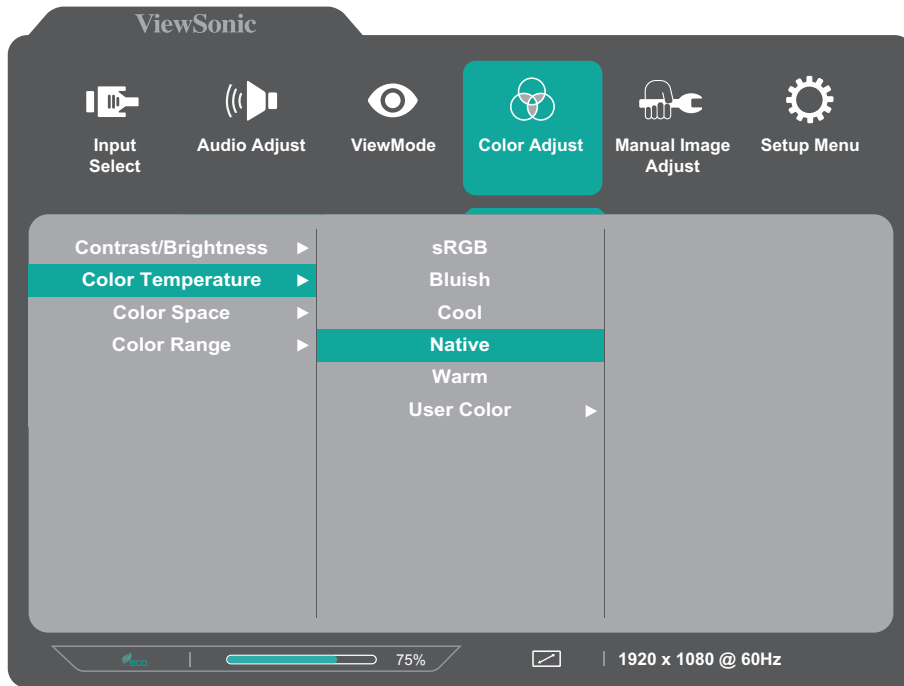 ViewSonic
Input
Select
Audio Adjust
ViewMode
Color Adjust
Manual Image
Adjust
Setup Menu
Contrast/Brightness ►
Color Temperature ►
Color Space ►
Color Range ►
sRGB
Bluish
Cool
Native
Warm
User Color ►
eco
75%
1920 x 1080 @ 60Hz